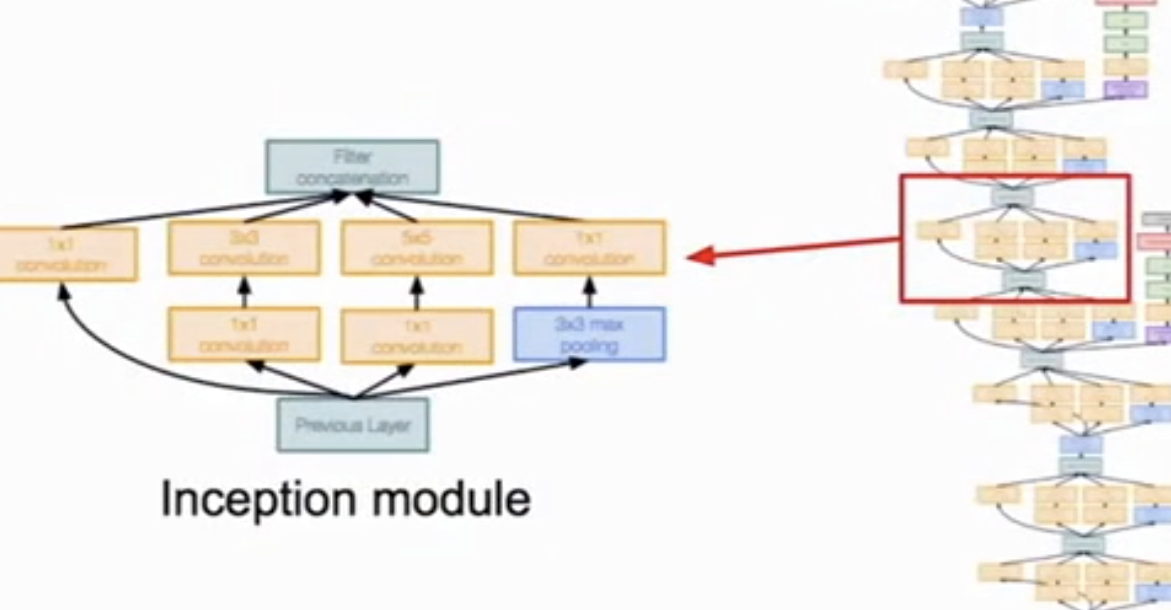 Filter
concatenation
1x1
convolution
3x3
convolution
5x5
convolution
1x1
convolution
1x1
convolution
1x1
convolution
3x3 max
pooling
Previous Layer
Inception module